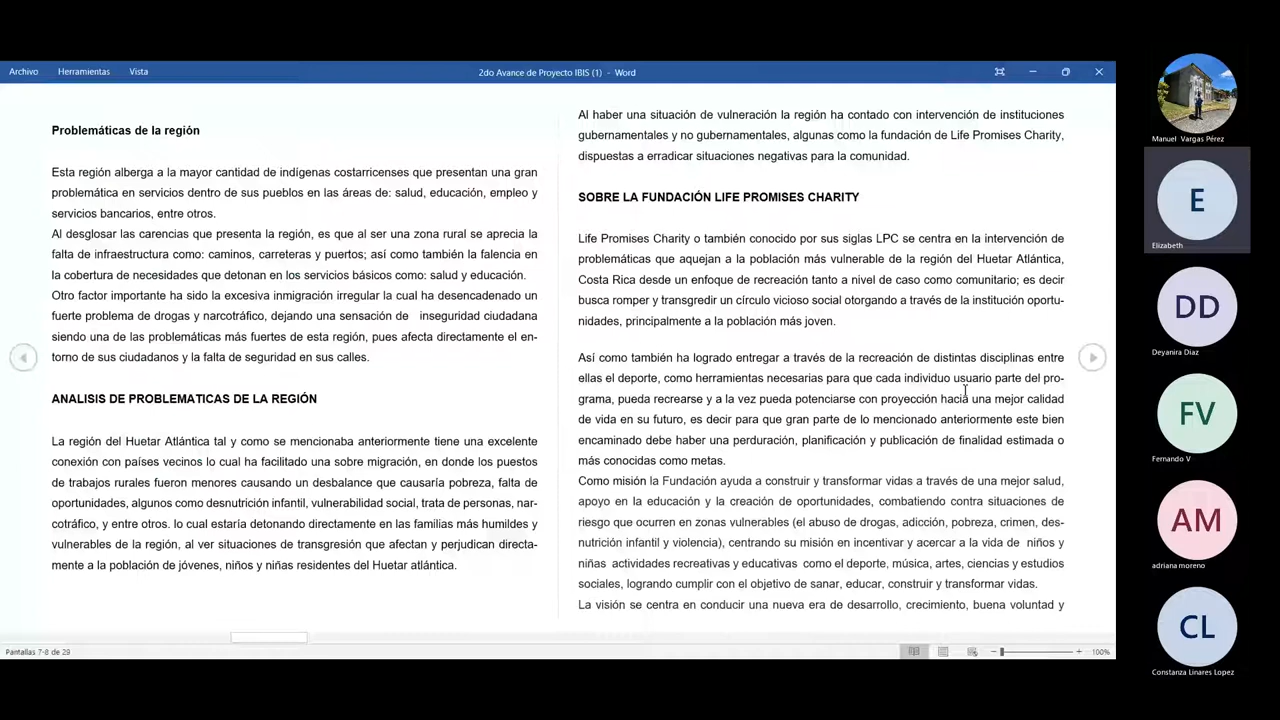 Archivo Herramientas Vista 2do Avance de Proyecto IBIS (1) - Word
Problemáticas de la región
Esta región alberga a la mayor cantidad de indígenas costarricenses que presentan una gran
problemática en servicios dentro de sus pueblos en las áreas de: salud, educación, empleo y
servicios bancarios, entre otros.
Al desglosar las carencias que presenta la región, es que al ser una zona rural se aprecia la
falta de infraestructura como: caminos, carreteras y puertos; así como también la falencia en
la cobertura de necesidades que detonan en los servicios básicos como: salud y educación.
Otro factor importante ha sido la excesiva inmigración irregular la cual ha desencadenado un
fuerte problema de drogas y narcotráfico, dejando una sensación de inseguridad ciudadana
siendo una de las problemáticas más fuertes de esta región, pues afecta directamente el en-
torno de sus ciudadanos y la falta de seguridad en sus calles.
ANALISIS DE PROBLEMATICAS DE LA REGIÓN
La región del Huetar Atlántica tal y como se mencionaba anteriormente tiene una excelente
conexión con países vecinos lo cual ha facilitado una sobre migración, en donde los puestos
de trabajos rurales fueron menores causando un desbalance que causaría pobreza, falta de
oportunidades, algunos como desnutrición infantil, vulnerabilidad social, trata de personas, nar-
cotráfico, y entre otros. lo cual estaría detonando directamente en las familias más humildes y
vulnerables de la región, al ver situaciones de transgresión que afectan y perjudican directa-
mente a la población de jóvenes, niños y niñas residentes del Huetar atlántica.
Al haber una situación de vulneración la región ha contado con intervención de instituciones
gubernamentales y no gubernamentales, algunas como la fundación de Life Promises Charity,
dispuestas a erradicar situaciones negativas para la comunidad.
SOBRE LA FUNDACIÓN LIFE PROMISES CHARITY
Life Promises Charity o también conocido por sus siglas LPC se centra en la intervención de
problemáticas que aquejan a la población más vulnerable de la región del Huetar Atlántica,
Costa Rica desde un enfoque de recreación tanto a nivel de caso como comunitario; es decir
busca romper y transgredir un círculo vicioso social otorgando a través de la institución oportu-
nidades, principalmente a la población más joven.
Así como también ha logrado entregar a través de la recreación de distintas disciplinas entre
ellas el deporte, como herramientas necesarias para que cada individuo usuario parte del pro-
grama, pueda recrearse y a la vez pueda potenciarse con proyección hacia una mejor calidad
de vida en su futuro, es decir para que gran parte de lo mencionado anteriormente este bien
encaminado debe haber una perduración, planificación y publicación de finalidad estimada o
más conocidas como metas.
Como misión la Fundación ayuda a construir y transformar vidas a través de una mejor salud,
apoyo en la educación y la creación de oportunidades, combatiendo contra situaciones de
riesgo que ocurren en zonas vulnerables (el abuso de drogas, adicción, pobreza, crimen, des-
nutrición infantil y violencia), centrando su misión en incentivar y acercar a la vida de niños y
niñas actividades recreativas y educativas como el deporte, música, artes, ciencias y estudios
sociales, logrando cumplir con el objetivo de sanar, educar, construir y transformar vidas.
La visión se centra en conducir una nueva era de desarrollo, crecimiento, buena voluntad y
Pantallas 7-8 de 29
100%
Manuel Vargas Pérez
E
Elizabeth
DD
Deyanira Diaz
FV
Fernando V
AM
adriana moreno
CL
Constanza Linares Lopez